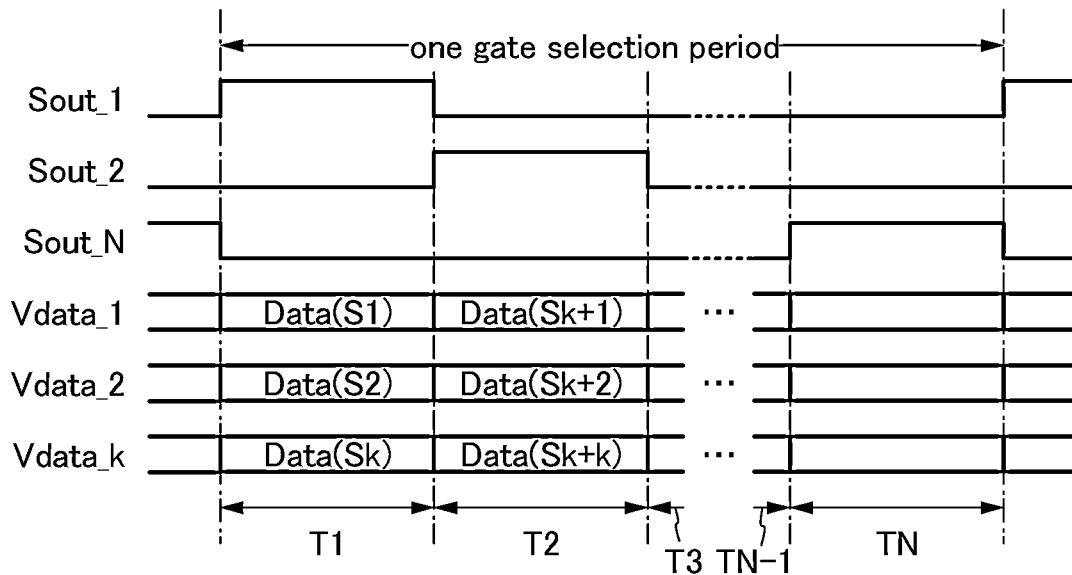 one gate selection period
Sout_1
Sout_2
Sout_N
Vdata_1 Data(S1) Data(Sk+1) ...
Vdata_2 Data(S2) Data(Sk+2) ...
Vdata_k Data(Sk) Data(Sk+k) ...
T1 T2 T3 TN-1 TN